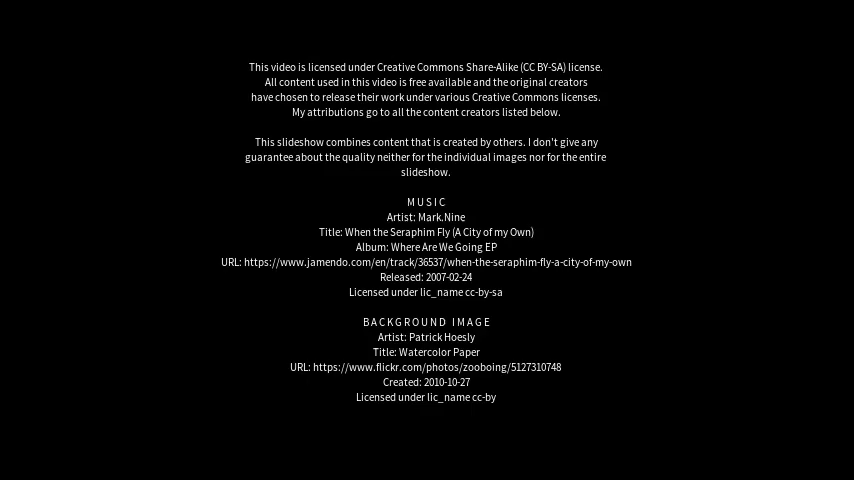 This video is licensed under Creative Commons Share-Alike (CC BY-SA) license.
All content used in this video is free available and the original creators
have chosen to release their work under various Creative Commons licenses.
My attributions go to all the content creators listed below.
This slideshow combines content that is created by others. I don't give any
guarantee about the quality neither for the individual images nor for the entire
slideshow.
MUSIC
Artist: Mark.Nine
Title: When the Seraphim Fly (A City of my Own)
Album: Where Are We Going EP
URL: https://www.jamendo.com/en/track/36537/when-the-seraphim-fly-a-city-of-my-own
Released: 2007-02-24
Licensed under lic_name cc-by-sa
BACKGROUND IMAGE
Artist: Patrick Hoesly
Title: Watercolor Paper
URL: https://www.flickr.com/photos/zooboing/5127310748
Created: 2010-10-27
Licensed under lic_name cc-by